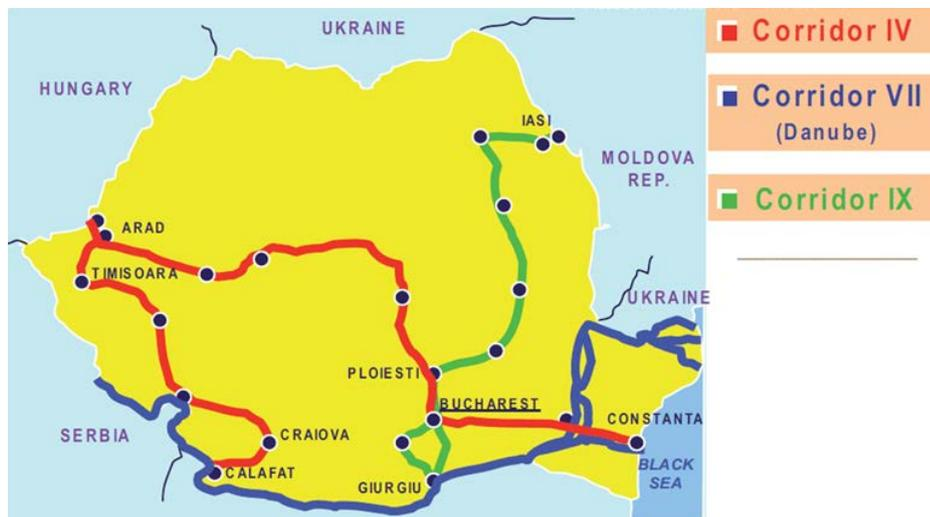 UKRAINE
HUNGARY
IASI
MOLDOVA
REP.
ARAD
TIMISOARA
UKRAINE
PLOIESTI
BUCHAREST
CONSTANTA
SERBIA
CRAIOVA
CALAFAT
GIURGIU
BLACK
SEA
Corridor IV
Corridor VII
(Danube)
Corridor IX